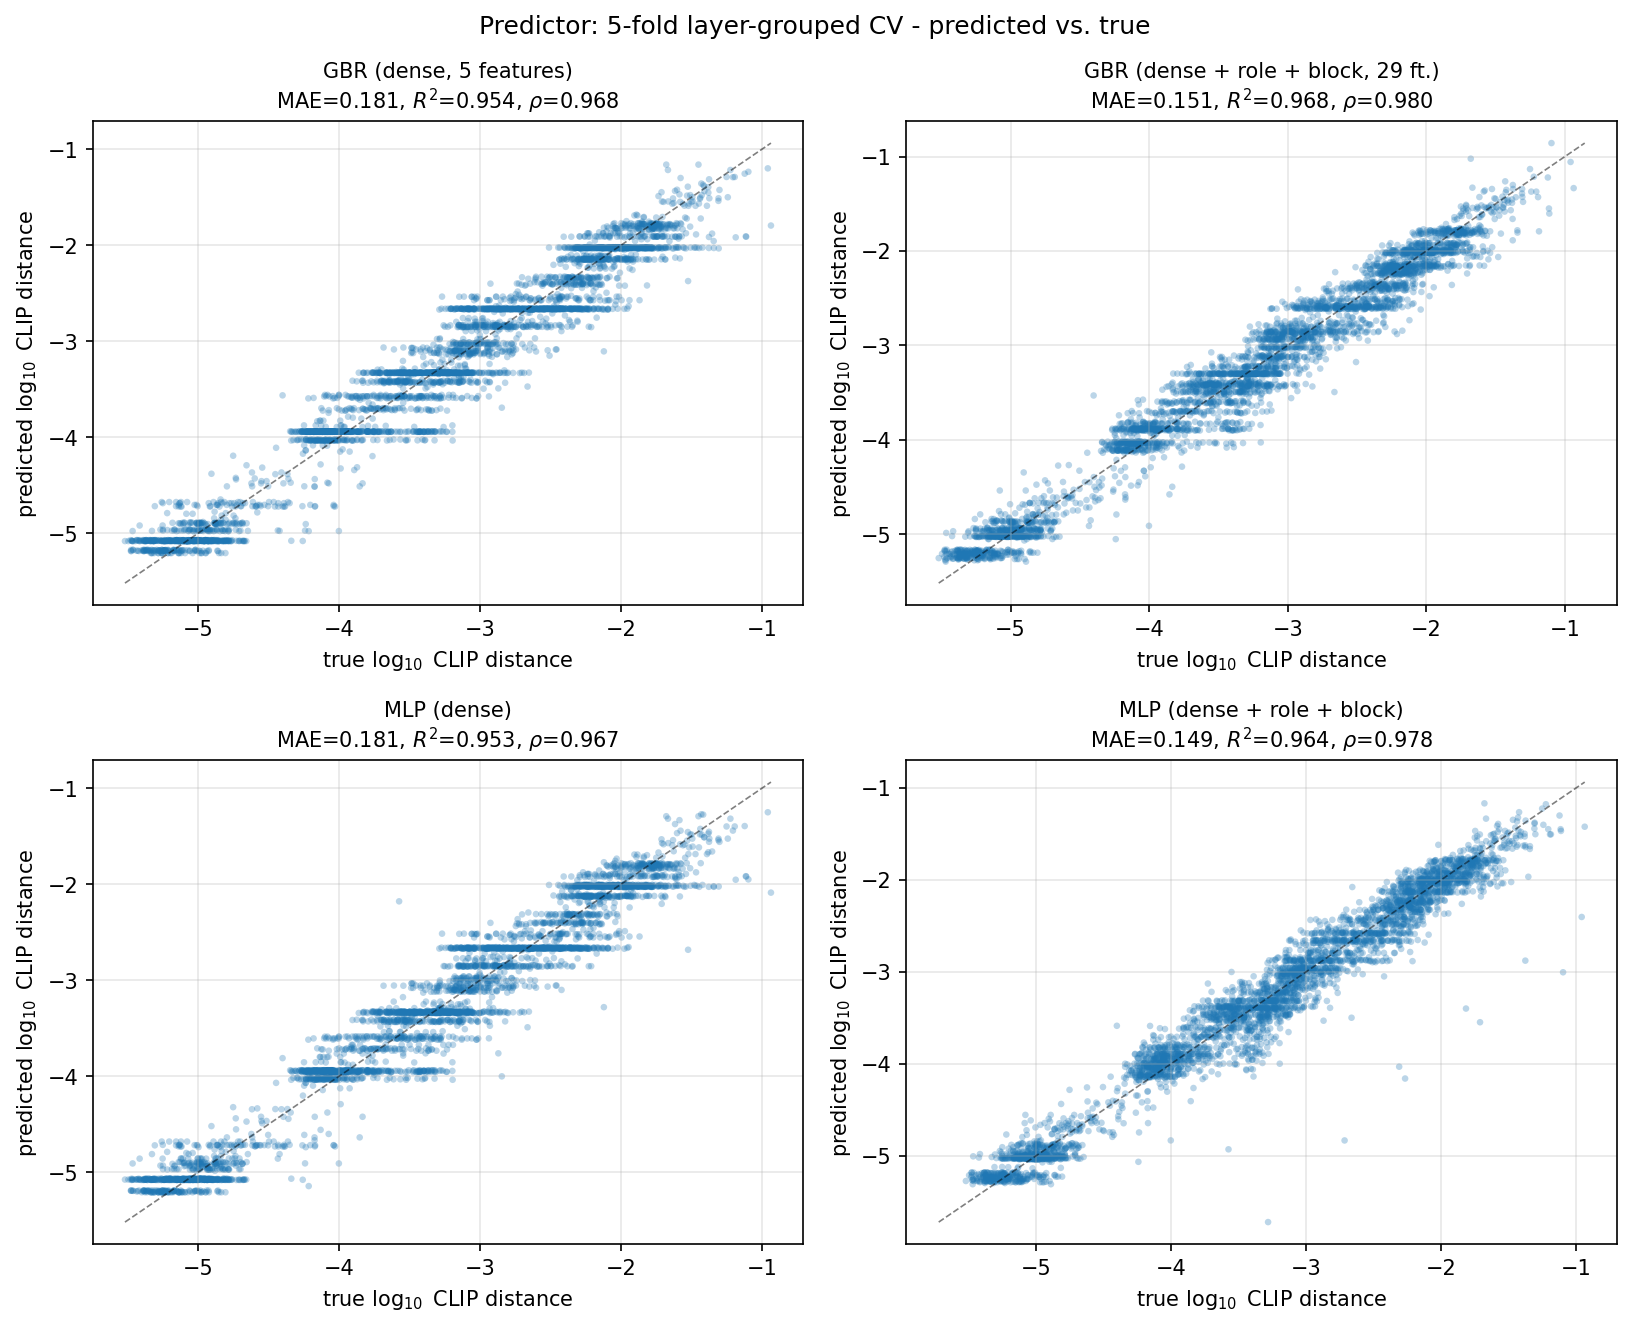 Predictor: 5-fold layer-grouped CV - predicted vs. true
GBR (dense, 5 features)
MAE=0.181, R²=0.954, ρ=0.968
−1
−2
−3
−4
−5
predicted log₁₀ CLIP distance
−5 −4 −3 −2 −1
true log₁₀ CLIP distance
GBR (dense + role + block, 29 ft.)
MAE=0.151, R²=0.968, ρ=0.980
−1
−2
−3
−4
−5
predicted log₁₀ CLIP distance
−5 −4 −3 −2 −1
true log₁₀ CLIP distance
MLP (dense)
MAE=0.181, R²=0.953, ρ=0.967
−1
−2
−3
−4
−5
predicted log₁₀ CLIP distance
−5 −4 −3 −2 −1
true log₁₀ CLIP distance
MLP (dense + role + block)
MAE=0.149, R²=0.964, ρ=0.978
−1
−2
−3
−4
−5
predicted log₁₀ CLIP distance
−5 −4 −3 −2 −1
true log₁₀ CLIP distance